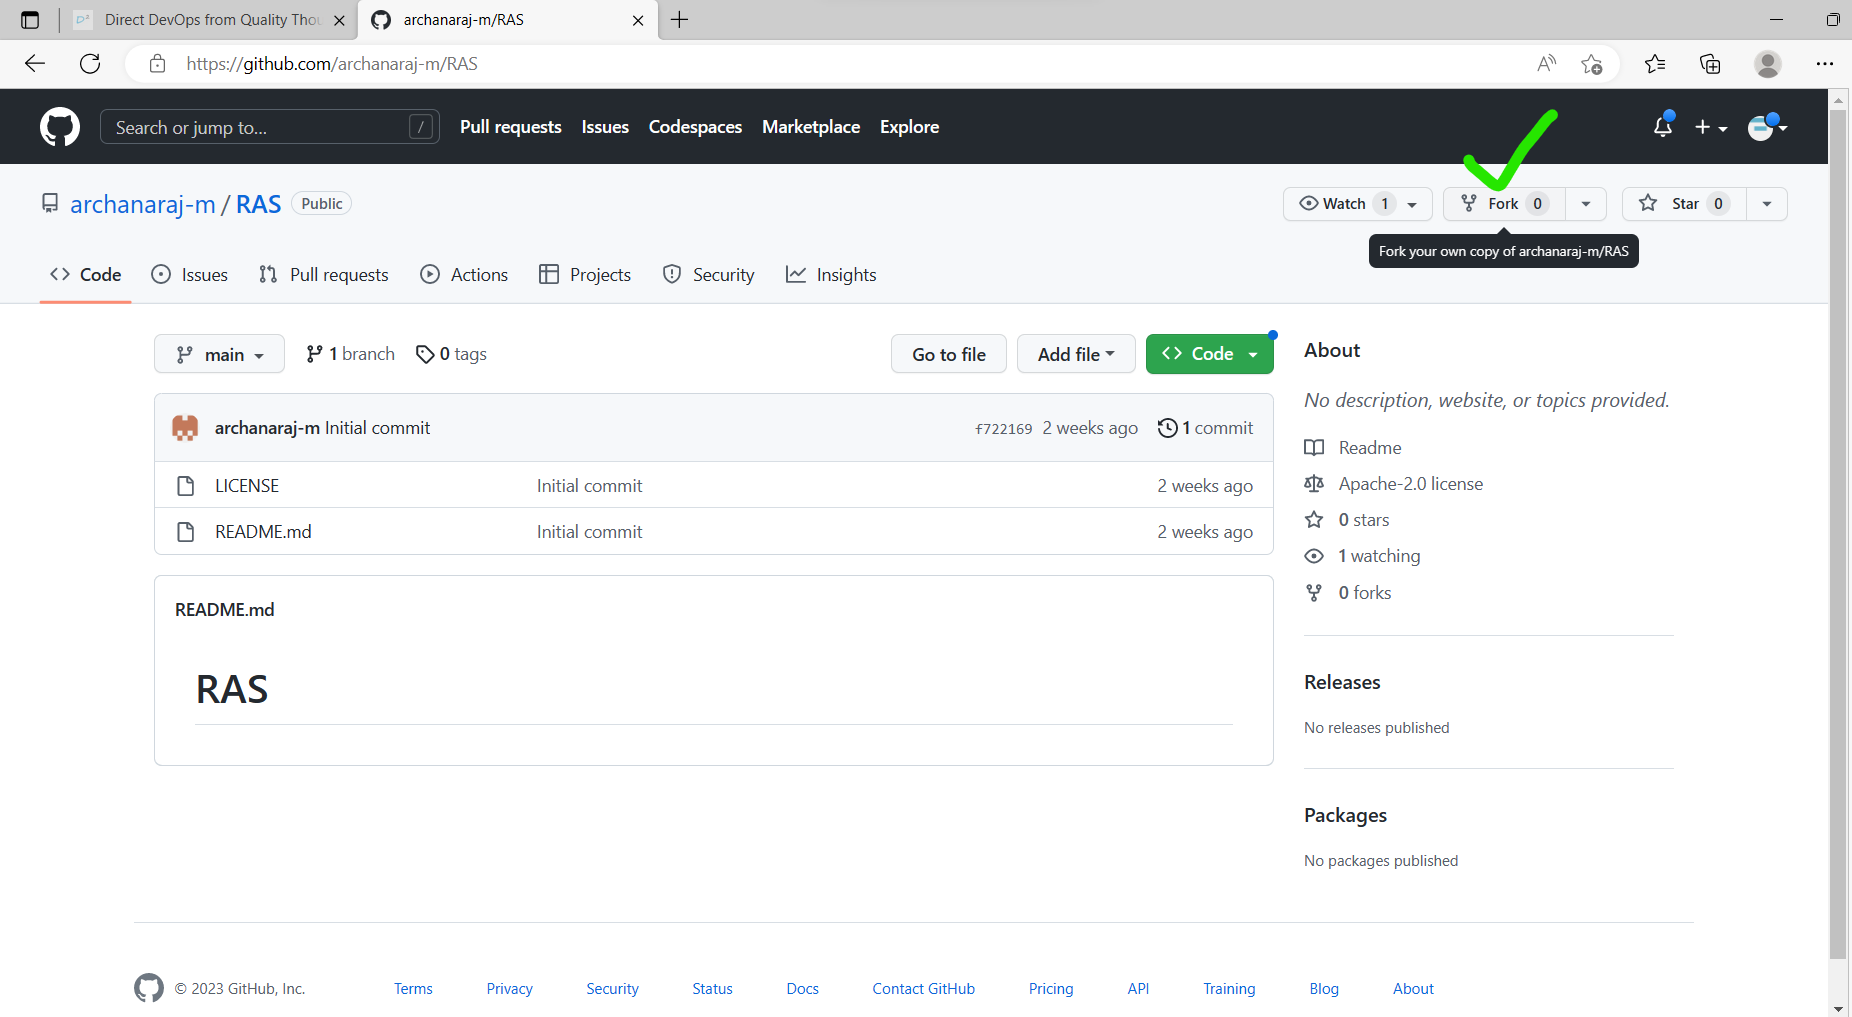 Direct DevOps from Quality Thou
archanaraj-m/RAS
https://github.com/archanaraj-m/RAS
Search or jump to... /
Pull requests Issues Codespaces Marketplace Explore
archanaraj-m / RAS Public
Watch 1 Fork 0 Star 0
Fork your own copy of archanaraj-m/RAS
Code Issues Pull requests Actions Projects Security Insights
main 1 branch 0 tags Go to file Add file Code
archanaraj-m Initial commit f722169 2 weeks ago 1 commit
LICENSE Initial commit 2 weeks ago
README.md Initial commit 2 weeks ago
README.md
RAS
About
No description, website, or topics provided.
Readme
Apache-2.0 license
0 stars
1 watching
0 forks
Releases
No releases published
Packages
No packages published
© 2023 GitHub, Inc. Terms Privacy Security Status Docs Contact GitHub Pricing API Training Blog About